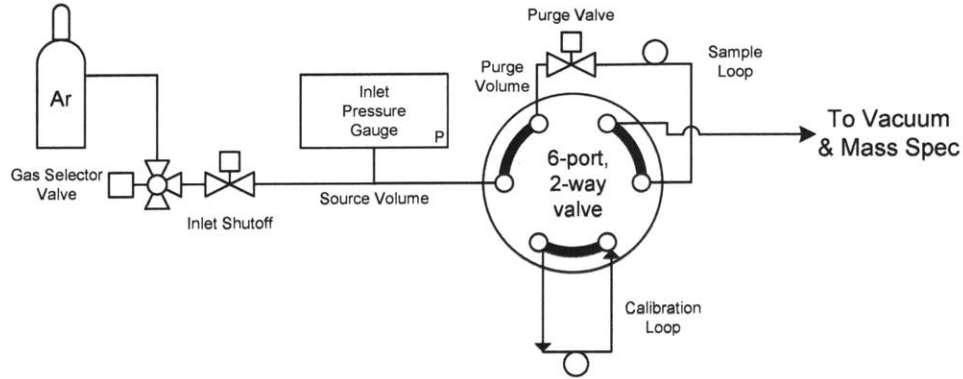 Purge Valve
Purge
Volume
Sample
Loop
Ar
Inlet
Pressure
Gauge
P
To Vacuum
& Mass Spec
6-port,
2-way
valve
Gas Selector
Valve
Source Volume
Inlet Shutoff
Calibration
Loop